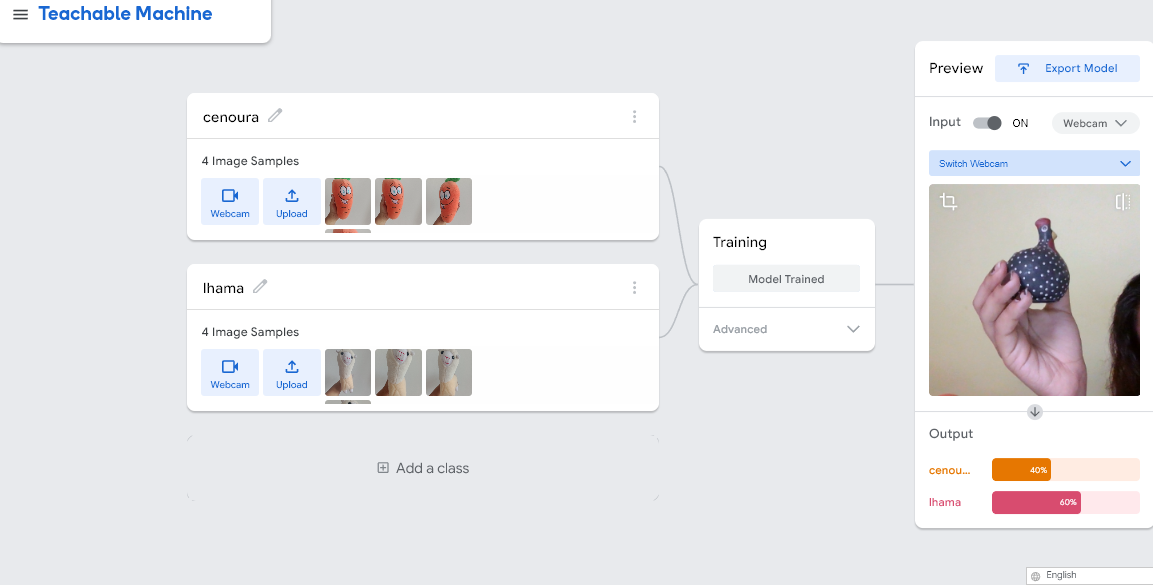 Teachable Machine
cenoura
4 Image Samples
Webcam
Upload
lhama
4 Image Samples
Webcam
Upload
Add a class
Training
Model Trained
Advanced
Preview
Export Model
Input
ON
Webcam
Switch Webcam
Output
cenou...
40%
lhama
60%
English